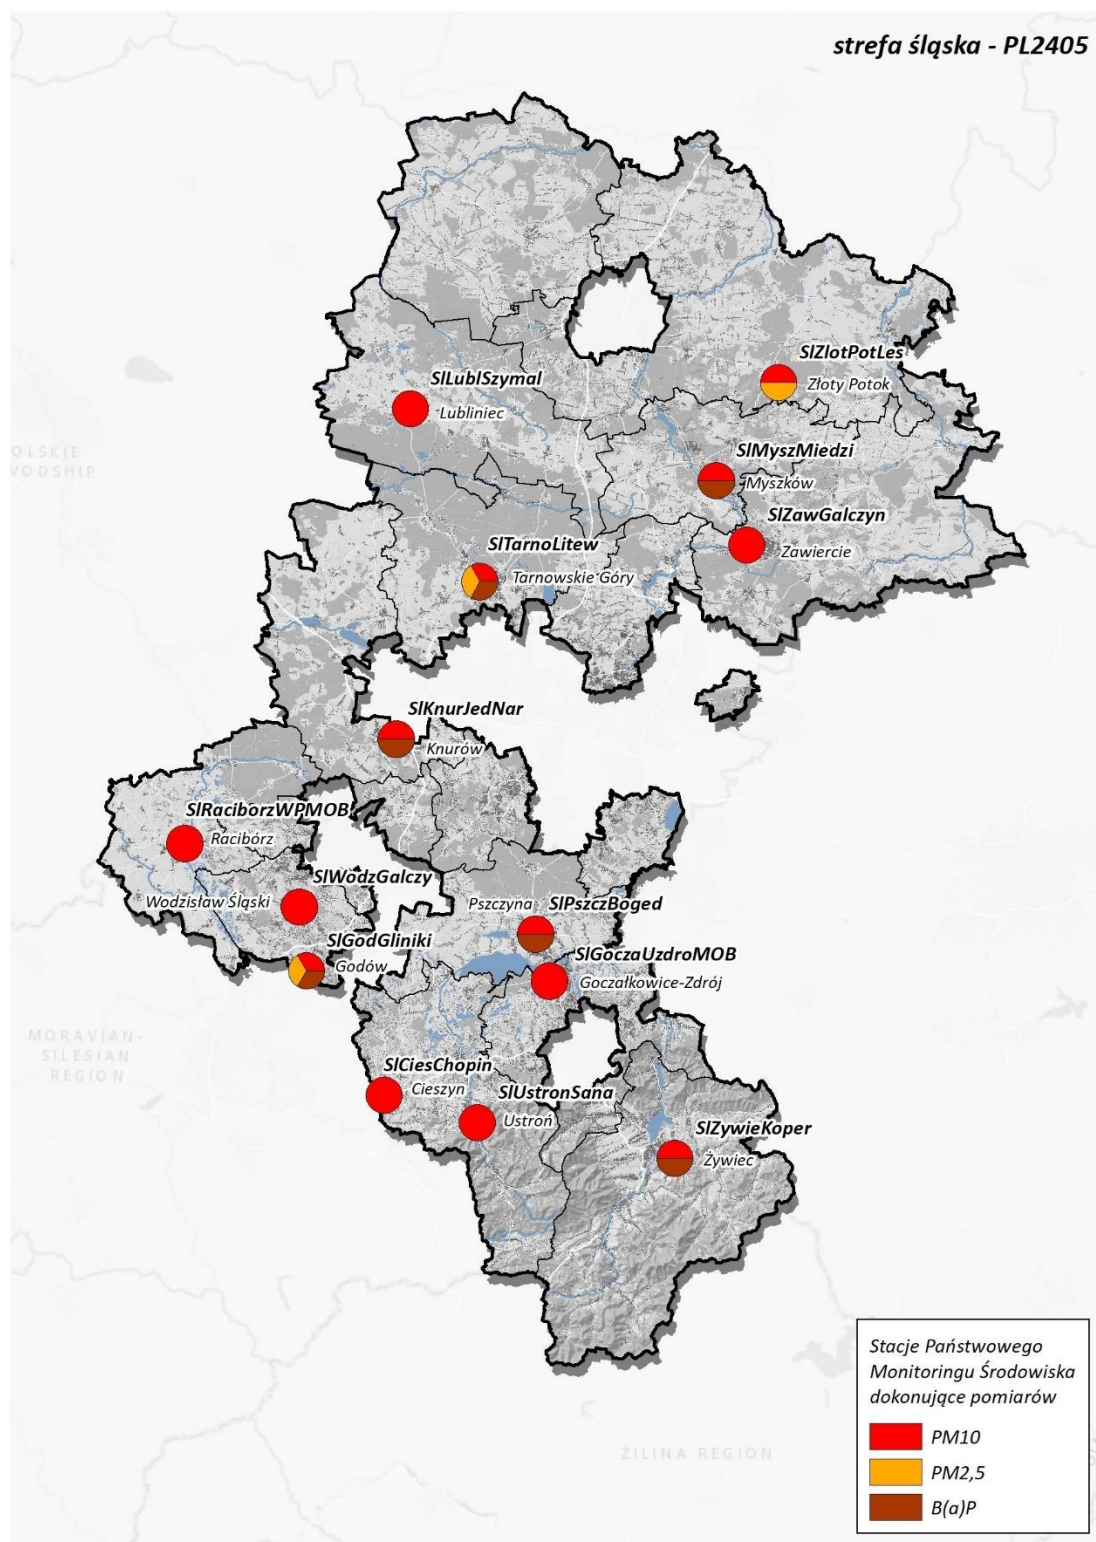 strefa śląska - PL2405
SlZlotPotLes
Złoty Potok
SlLublSzymal
Lubliniec
SlMyszMiedzi
Myszków
SlZawGalczyn
Zawiercie
SlTarnoLitew
Tarnowskie Góry
OLSKIE
VODSHIP
SlKnurJedNar
Knurów
SlRaciborzWPMOB
Racibórz
SlWodzGalczy
Wodzisław Śląski
Pszczyna
SlPszczBoged
SlGodGliniki
Godów
SlGoczaUzdroMOB
Goczałkowice-Zdrój
MORAVIAN-
SILESIAN
REGION
SlCiesChopin
Cieszyn
SlUstronSana
Ustroń
SlZywieKoper
Żywiec
ŽILINA REGION
Stacje Państwowego
Monitoringu Środowiska
dokonujące pomiarów
PM10
PM2,5
B(a)P